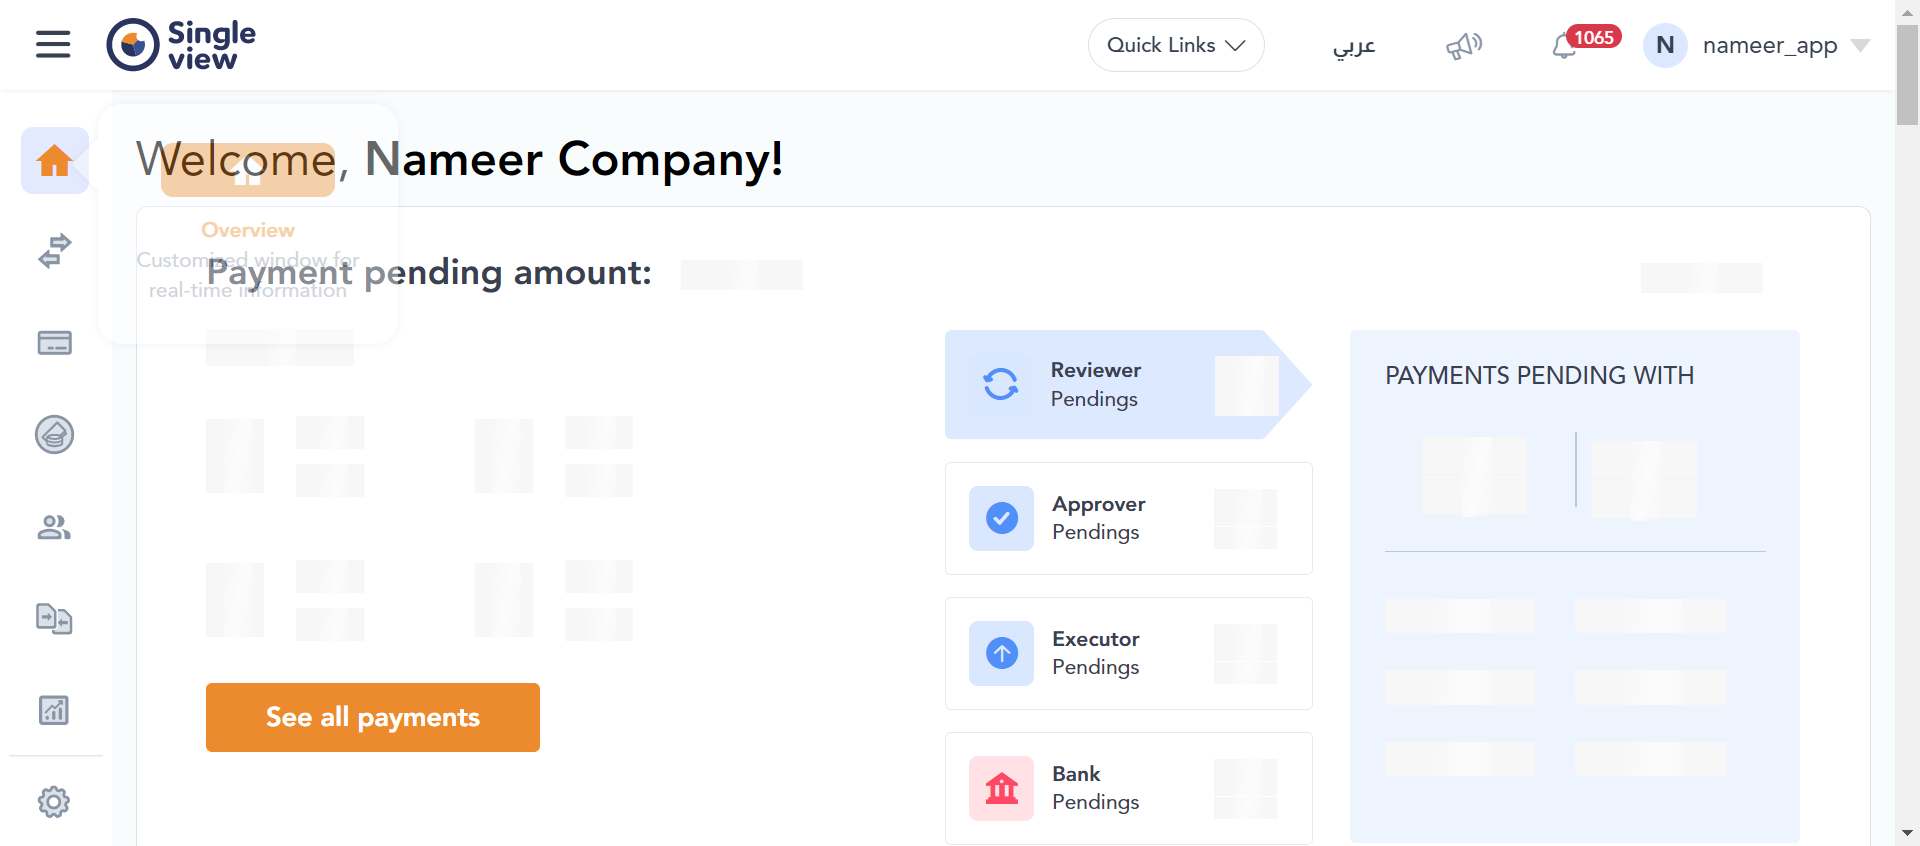 Single
view
Quick Links
عربي
1065
N
nameer_app
Welcome, Nameer Company!
Overview
Customized window for
real-time information
Payment pending amount:
Reviewer
Pendings
PAYMENTS PENDING WITH
Approver
Pendings
Executor
Pendings
See all payments
Bank
Pendings